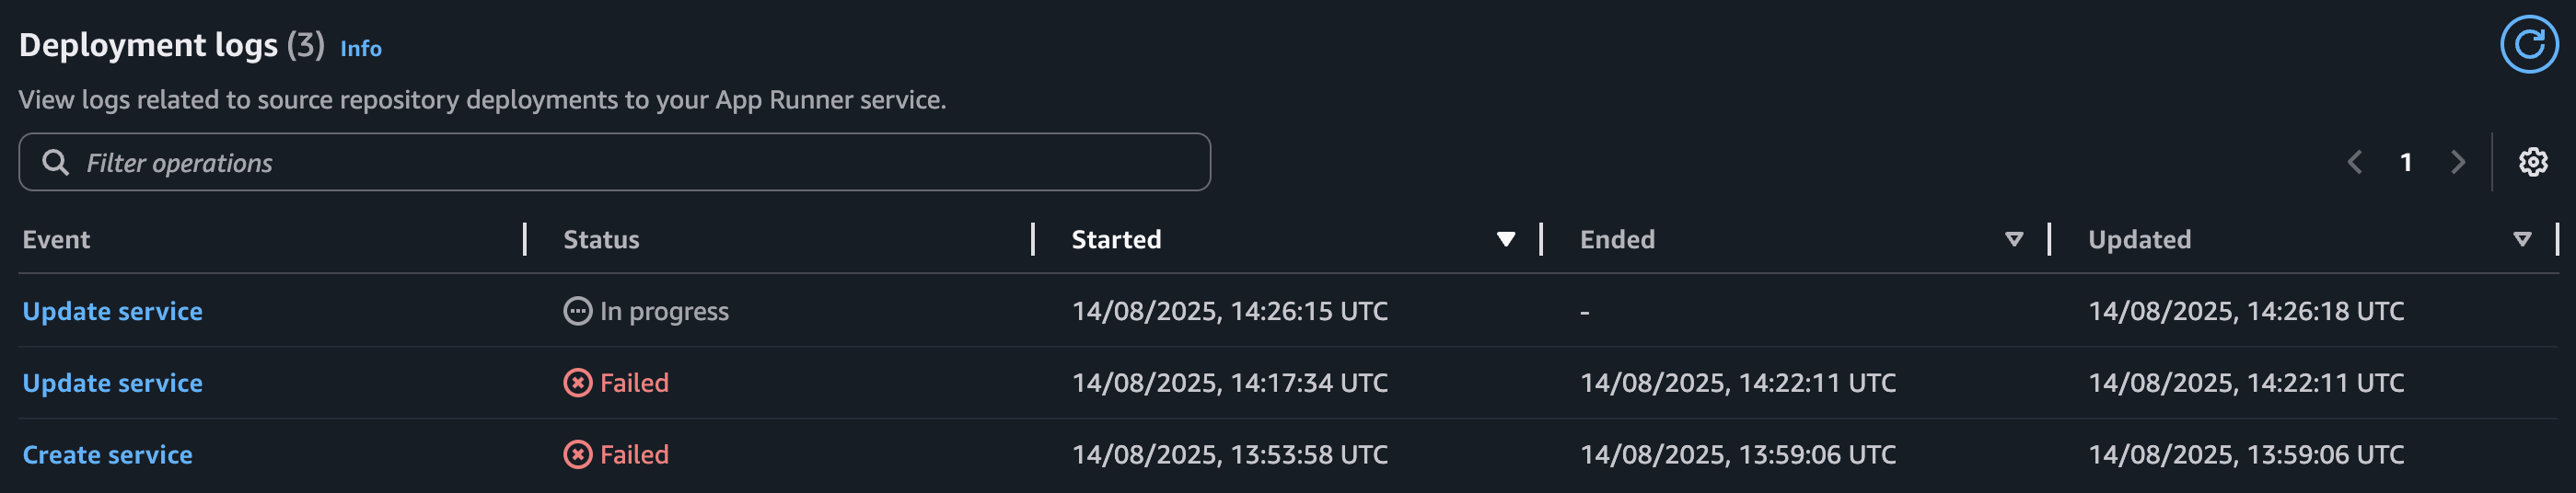 Deployment logs (3) Info
View logs related to source repository deployments to your App Runner service.
Filter operations
1
Event Status Started Ended Updated
Update service In progress 14/08/2025, 14:26:15 UTC - 14/08/2025, 14:26:18 UTC
Update service Failed 14/08/2025, 14:17:34 UTC 14/08/2025, 14:22:11 UTC 14/08/2025, 14:22:11 UTC
Create service Failed 14/08/2025, 13:53:58 UTC 14/08/2025, 13:59:06 UTC 14/08/2025, 13:59:06 UTC